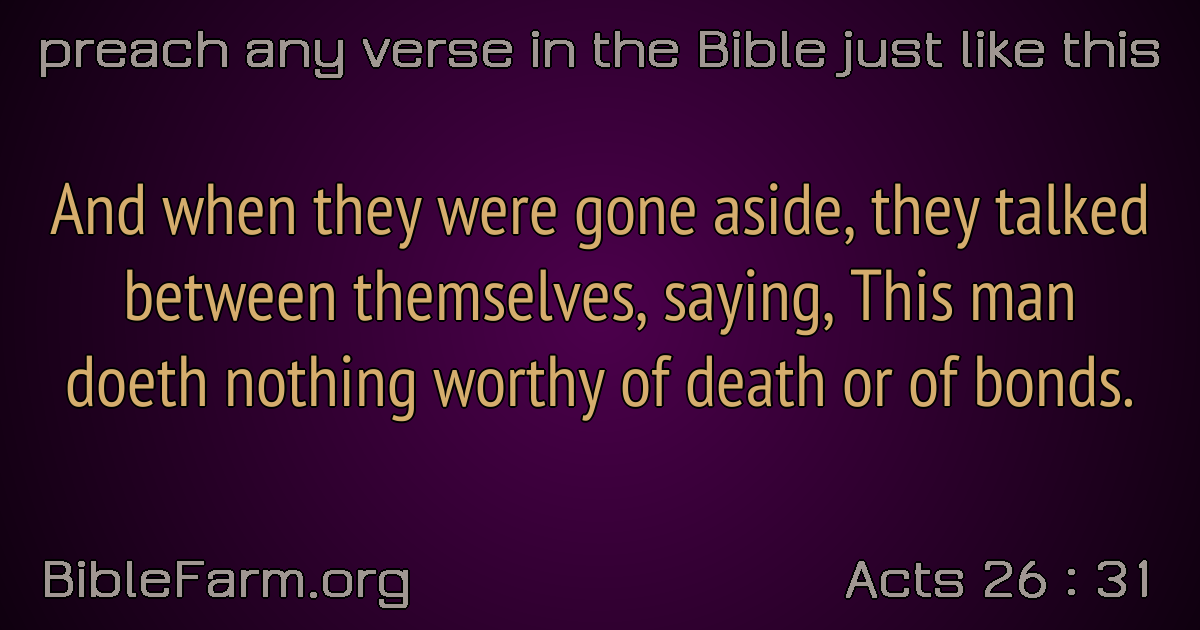 preach any verse in the Bible just like this
And when they were gone aside, they talked
between themselves, saying, This man
doeth nothing worthy of death or of bonds.
BibleFarm.org
Acts 26 : 31